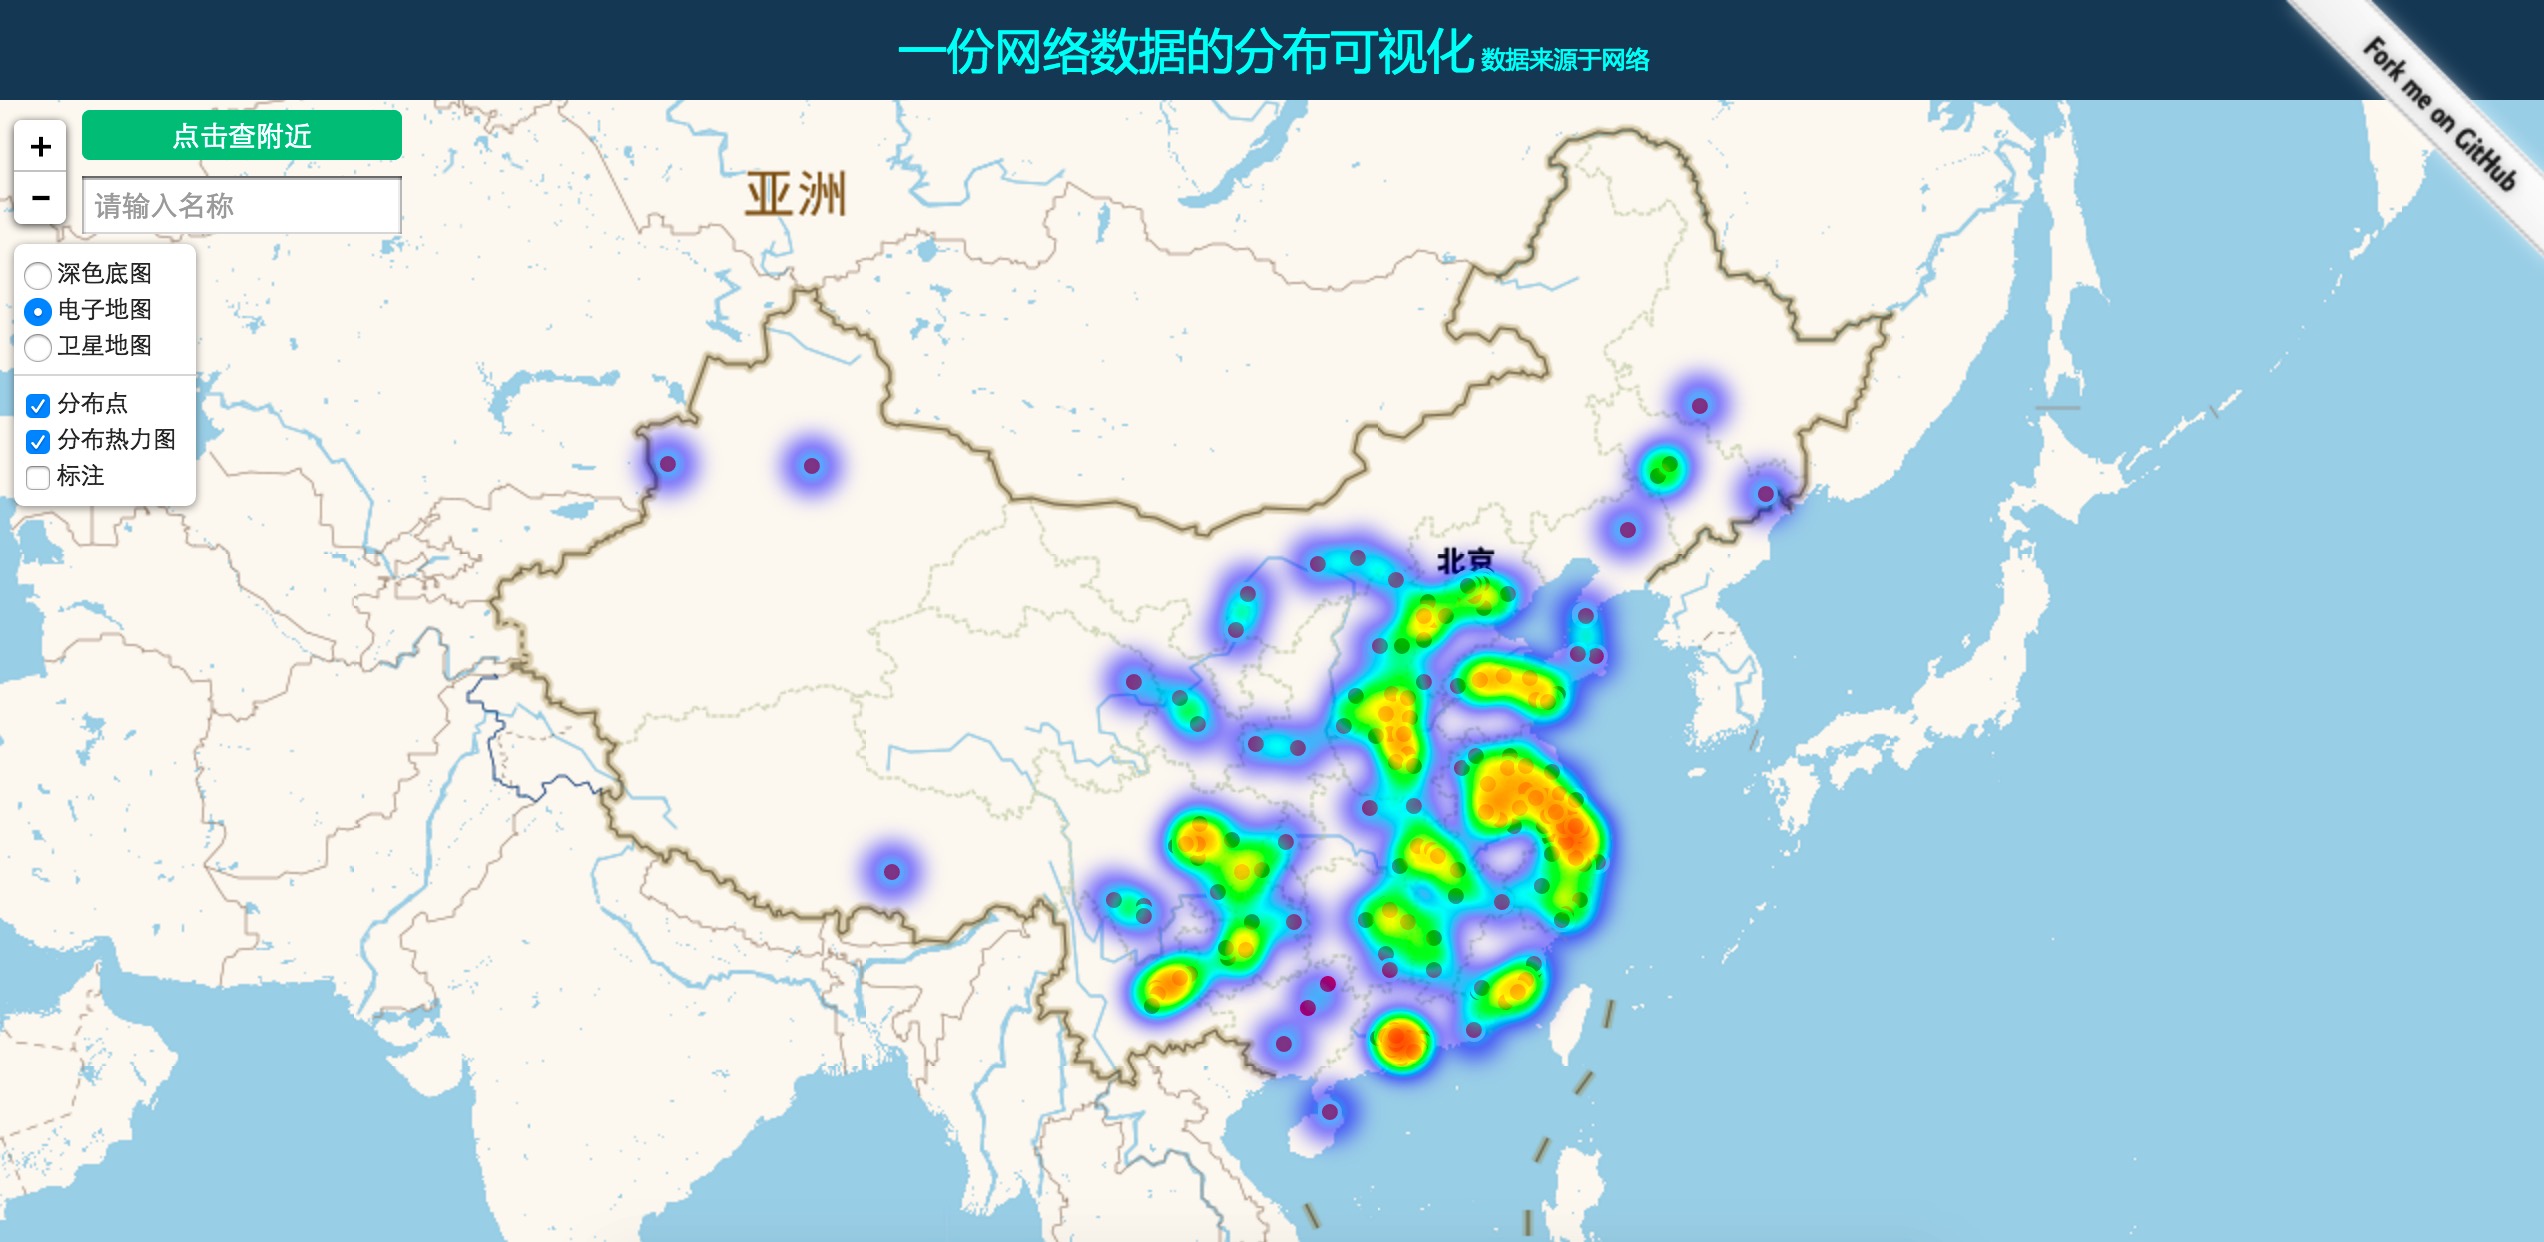 一份网络数据的分布可视化 数据来源于网络
Fork me on GitHub
+
点击查附近
−
请输入名称
亚洲
深色底图
电子地图
卫星地图
分布点
分布热力图
标注
北京